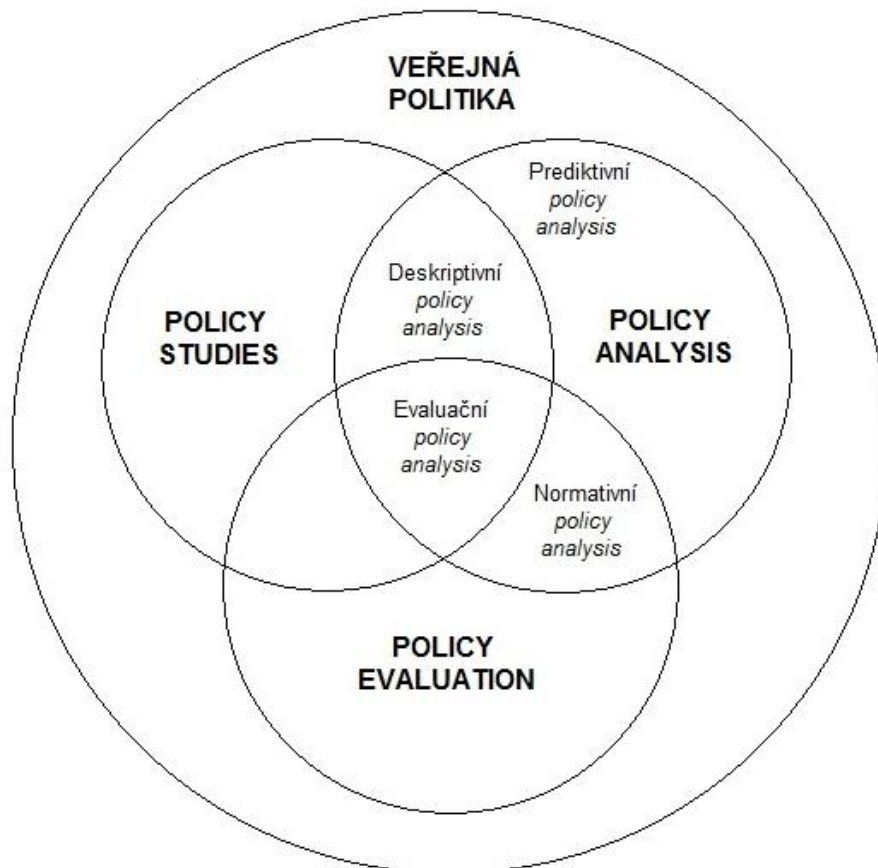 VEŘEJNÁ
POLITIKA
Prediktivní
policy
analysis
Deskriptivní
policy
analysis
POLICY
STUDIES
POLICY
ANALYSIS
Evaluační
policy
analysis
Normativní
policy
analysis
POLICY
EVALUATION